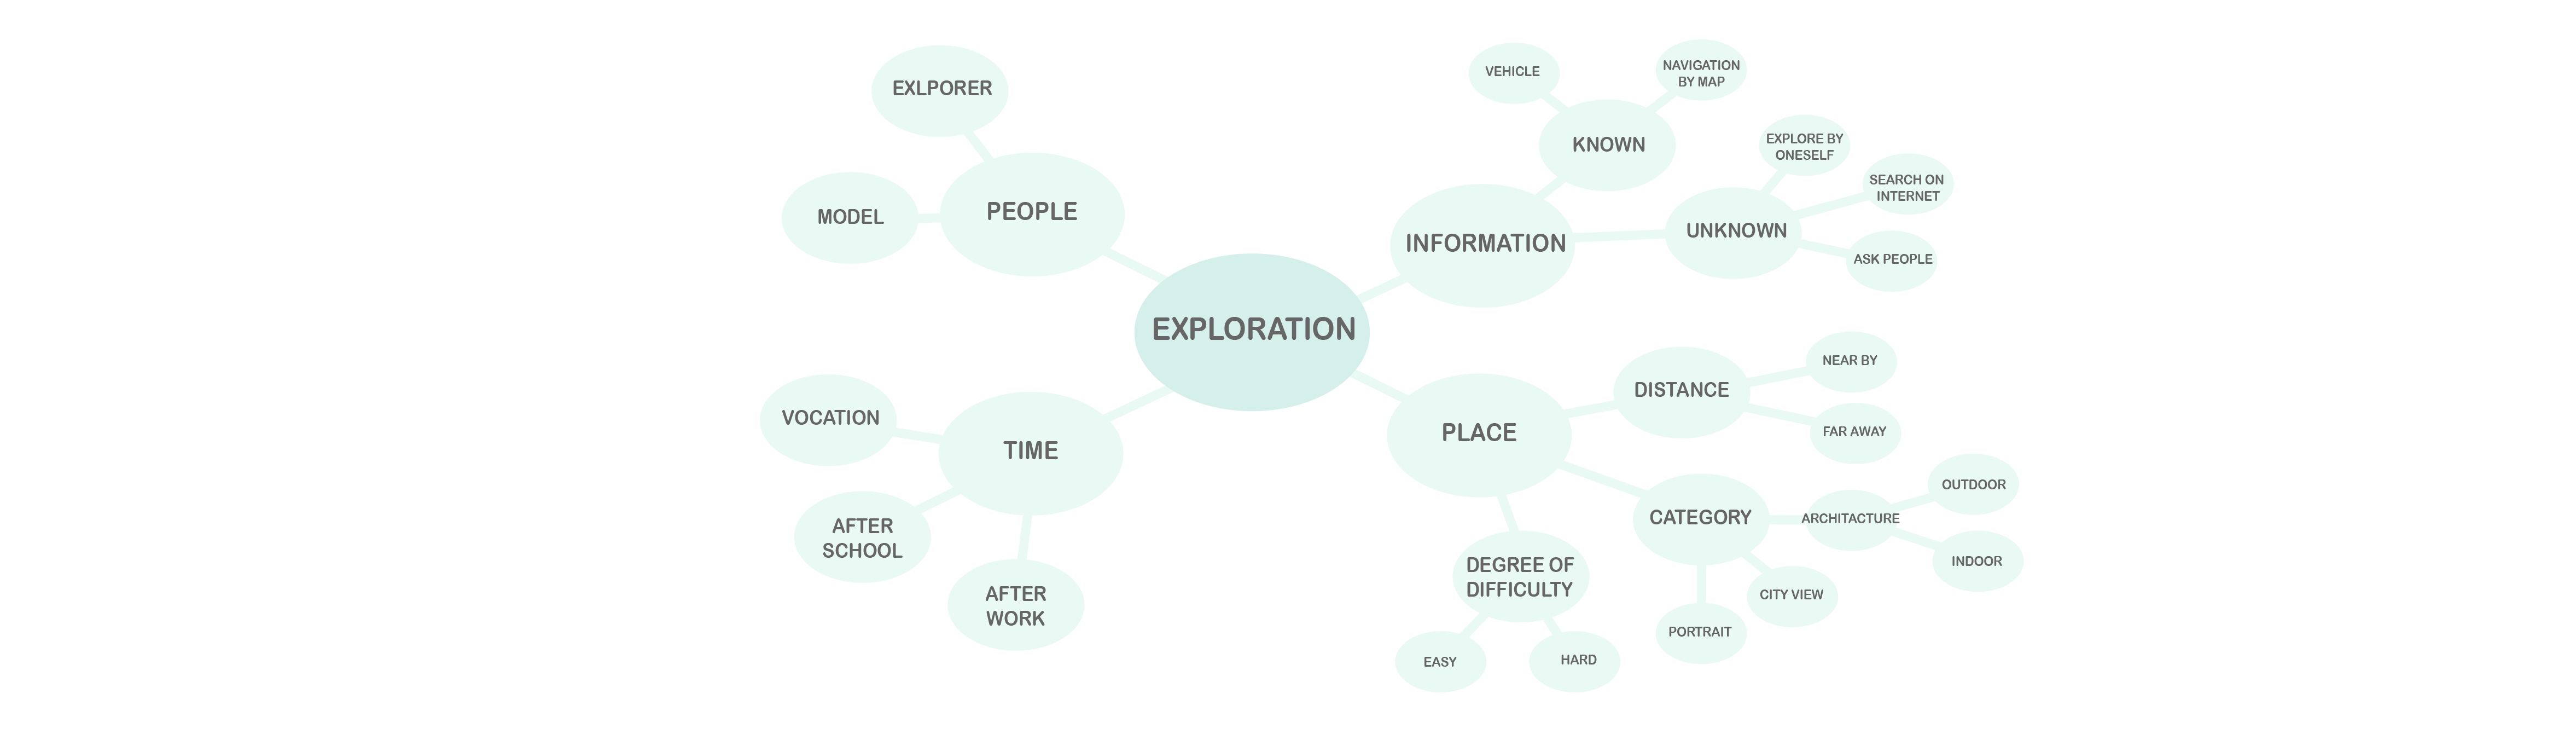 EXPLORATION
PEOPLE
EXLPORER
MODEL
TIME
VOCATION
AFTER
SCHOOL
AFTER
WORK
INFORMATION
KNOWN
VEHICLE
NAVIGATION
BY MAP
UNKNOWN
EXPLORE BY
ONESELF
SEARCH ON
INTERNET
ASK PEOPLE
PLACE
DISTANCE
NEAR BY
FAR AWAY
CATEGORY
ARCHITACTURE
OUTDOOR
INDOOR
CITY VIEW
PORTRAIT
DEGREE OF
DIFFICULTY
EASY
HARD